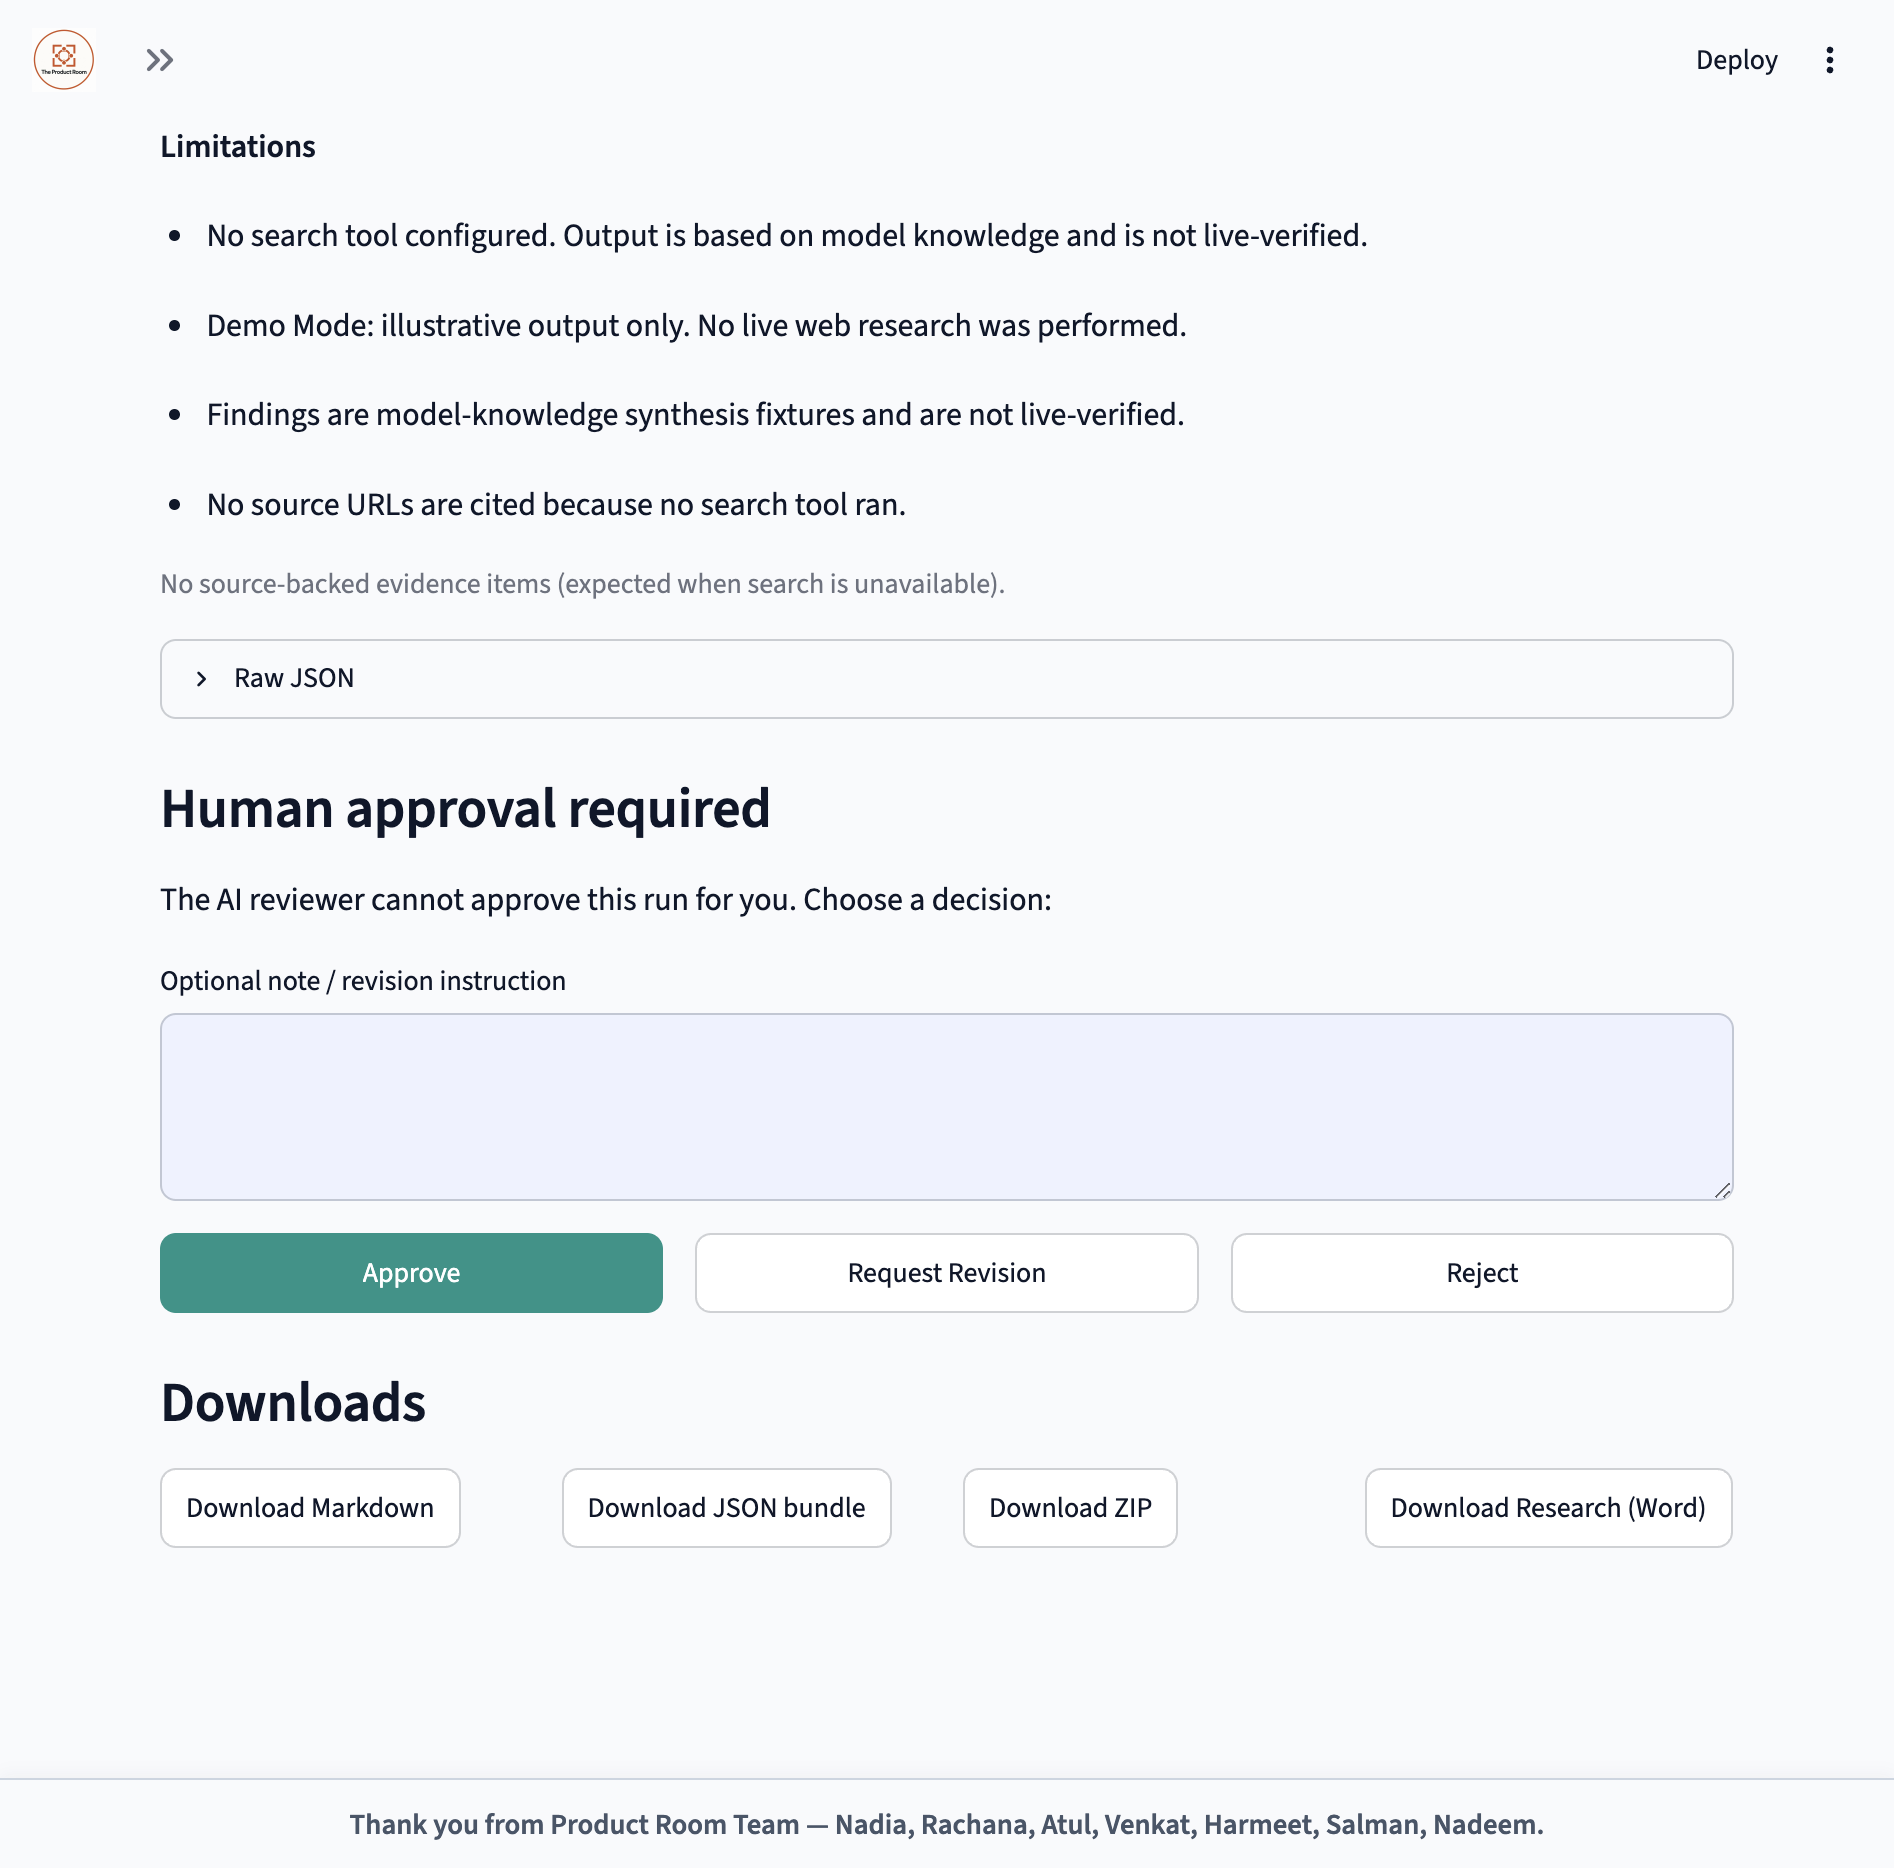 The Product Room
Deploy
Limitations
No search tool configured. Output is based on model knowledge and is not live-verified.
Demo Mode: illustrative output only. No live web research was performed.
Findings are model-knowledge synthesis fixtures and are not live-verified.
No source URLs are cited because no search tool ran.
No source-backed evidence items (expected when search is unavailable).
Raw JSON
Human approval required
The AI reviewer cannot approve this run for you. Choose a decision:
Optional note / revision instruction
Approve
Request Revision
Reject
Downloads
Download Markdown
Download JSON bundle
Download ZIP
Download Research (Word)
Thank you from Product Room Team — Nadia, Rachana, Atul, Venkat, Harmeet, Salman, Nadeem.